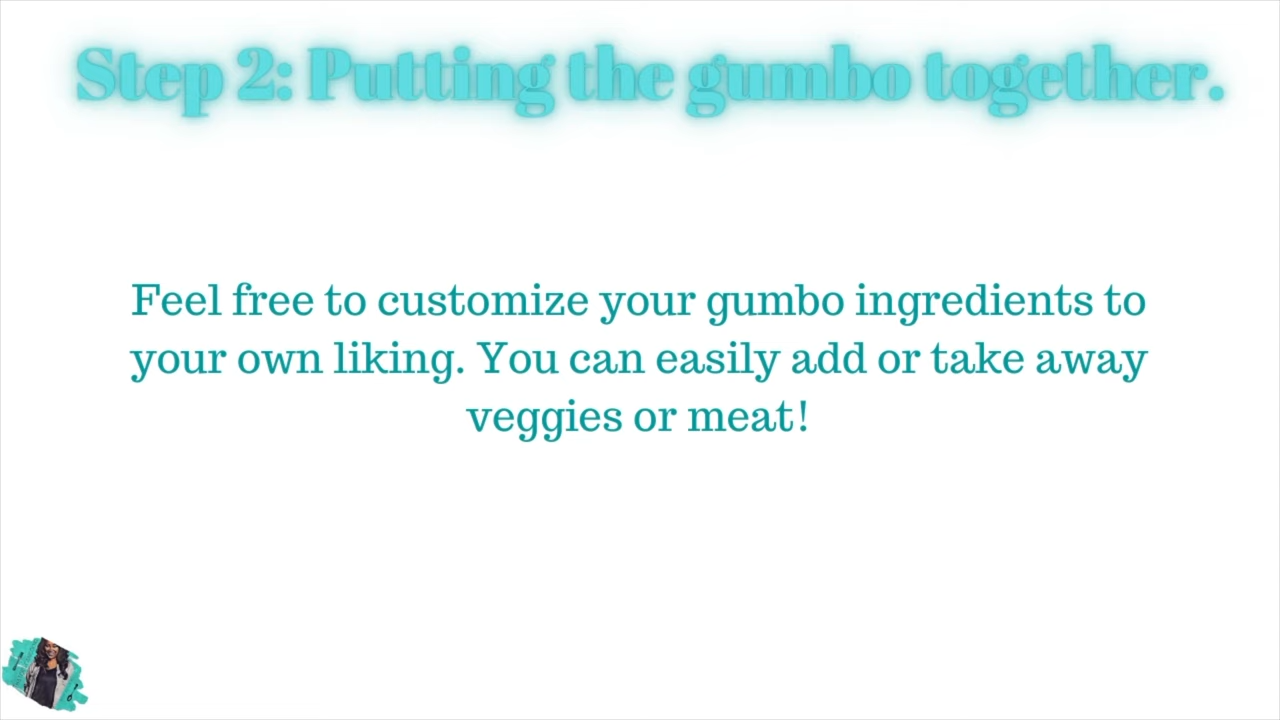 Step 2: Putting the gumbo together.
Feel free to customize your gumbo ingredients to
your own liking. You can easily add or take away
veggies or meat!